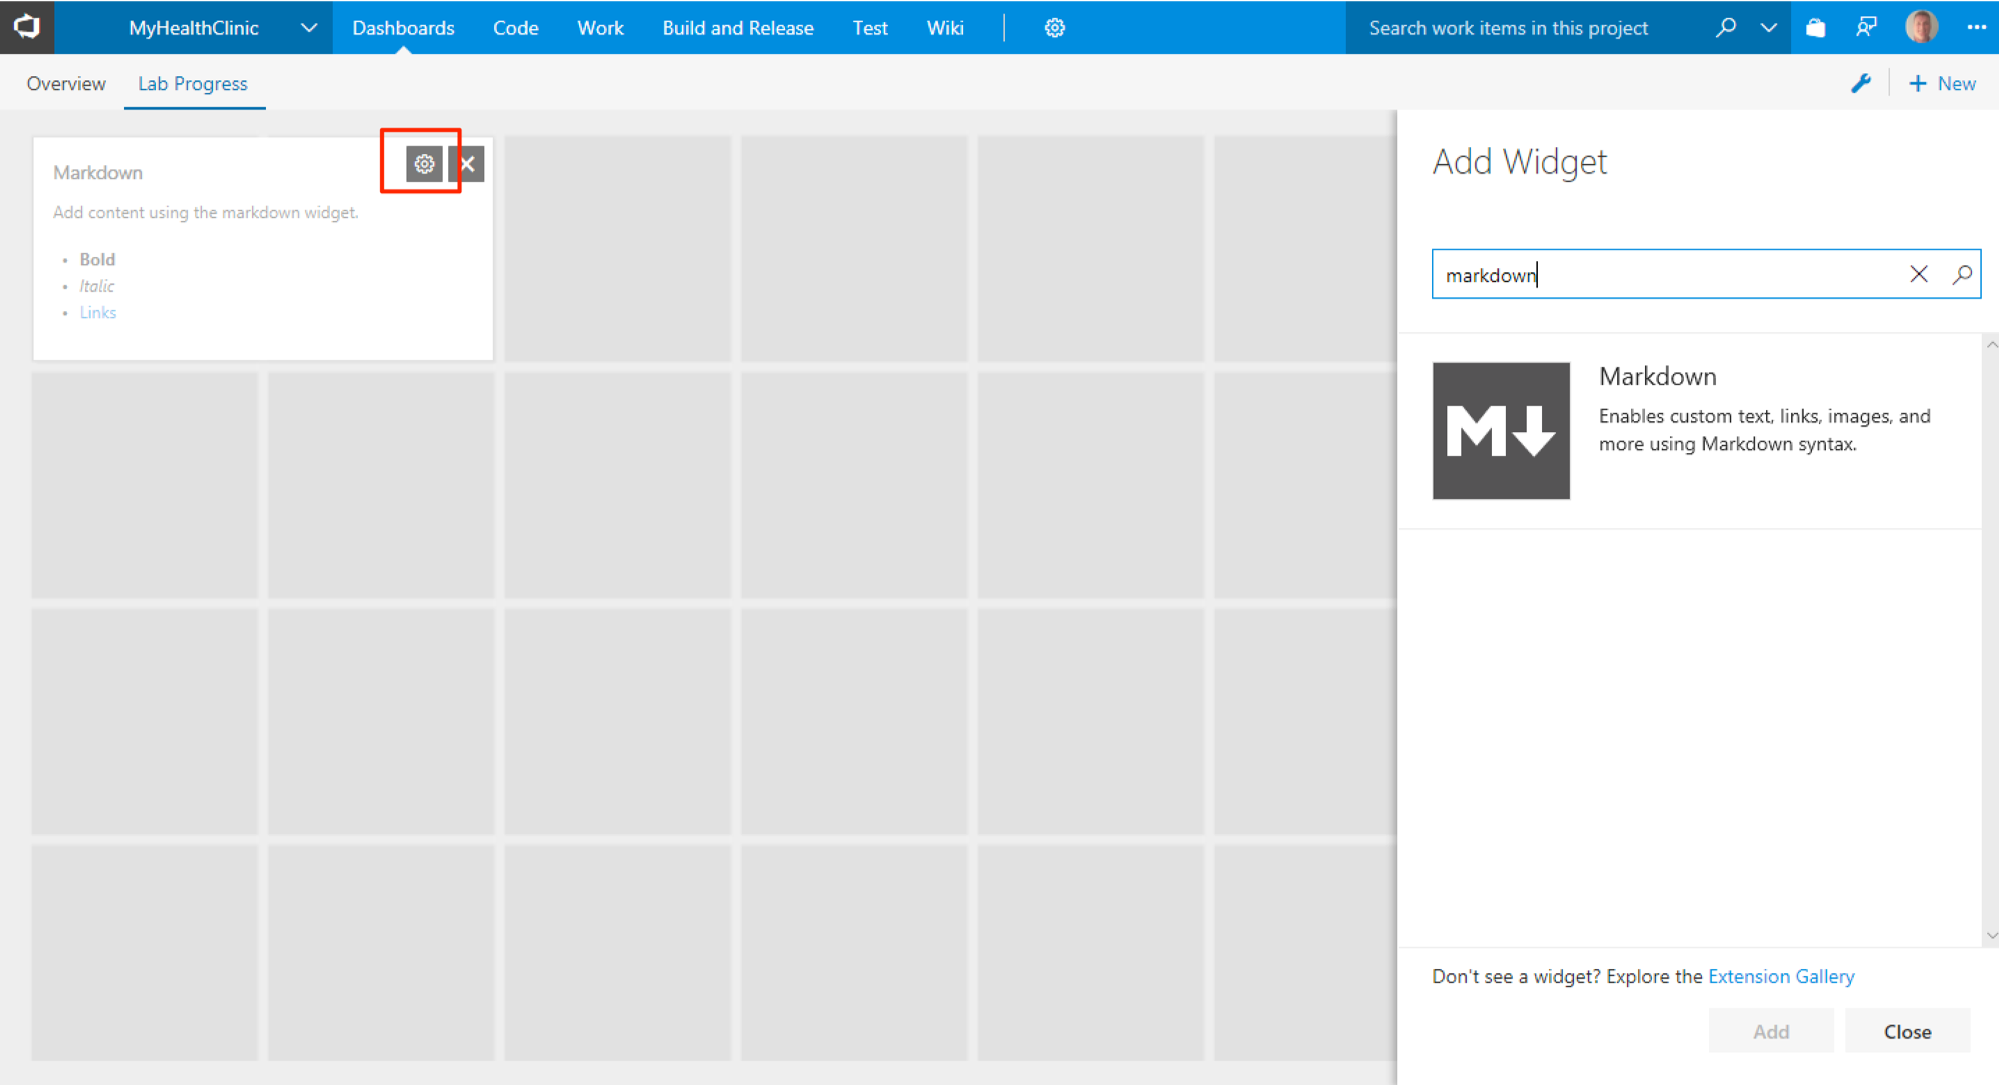 MyHealthClinic
Dashboards
Code
Work
Build and Release
Test
Wiki
Search work items in this project
Overview
Lab Progress
New
Markdown
Add content using the markdown widget.
• Bold
• Italic
• Links
Add Widget
markdown
M
Markdown
Enables custom text, links, images, and
more using Markdown syntax.
Don't see a widget? Explore the Extension Gallery
Add
Close